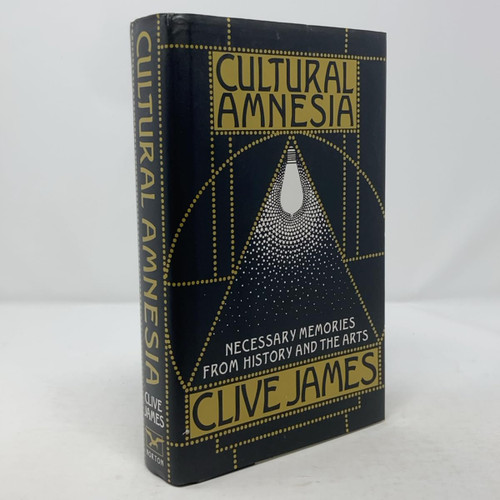 CULTURAL
AMNESIA
NECESSARY MEMORIES
FROM HISTORY AND THE ARTS
CLIVE JAMES
CULTURAL AMNESIA
CLIVE
JAMES
NORTON